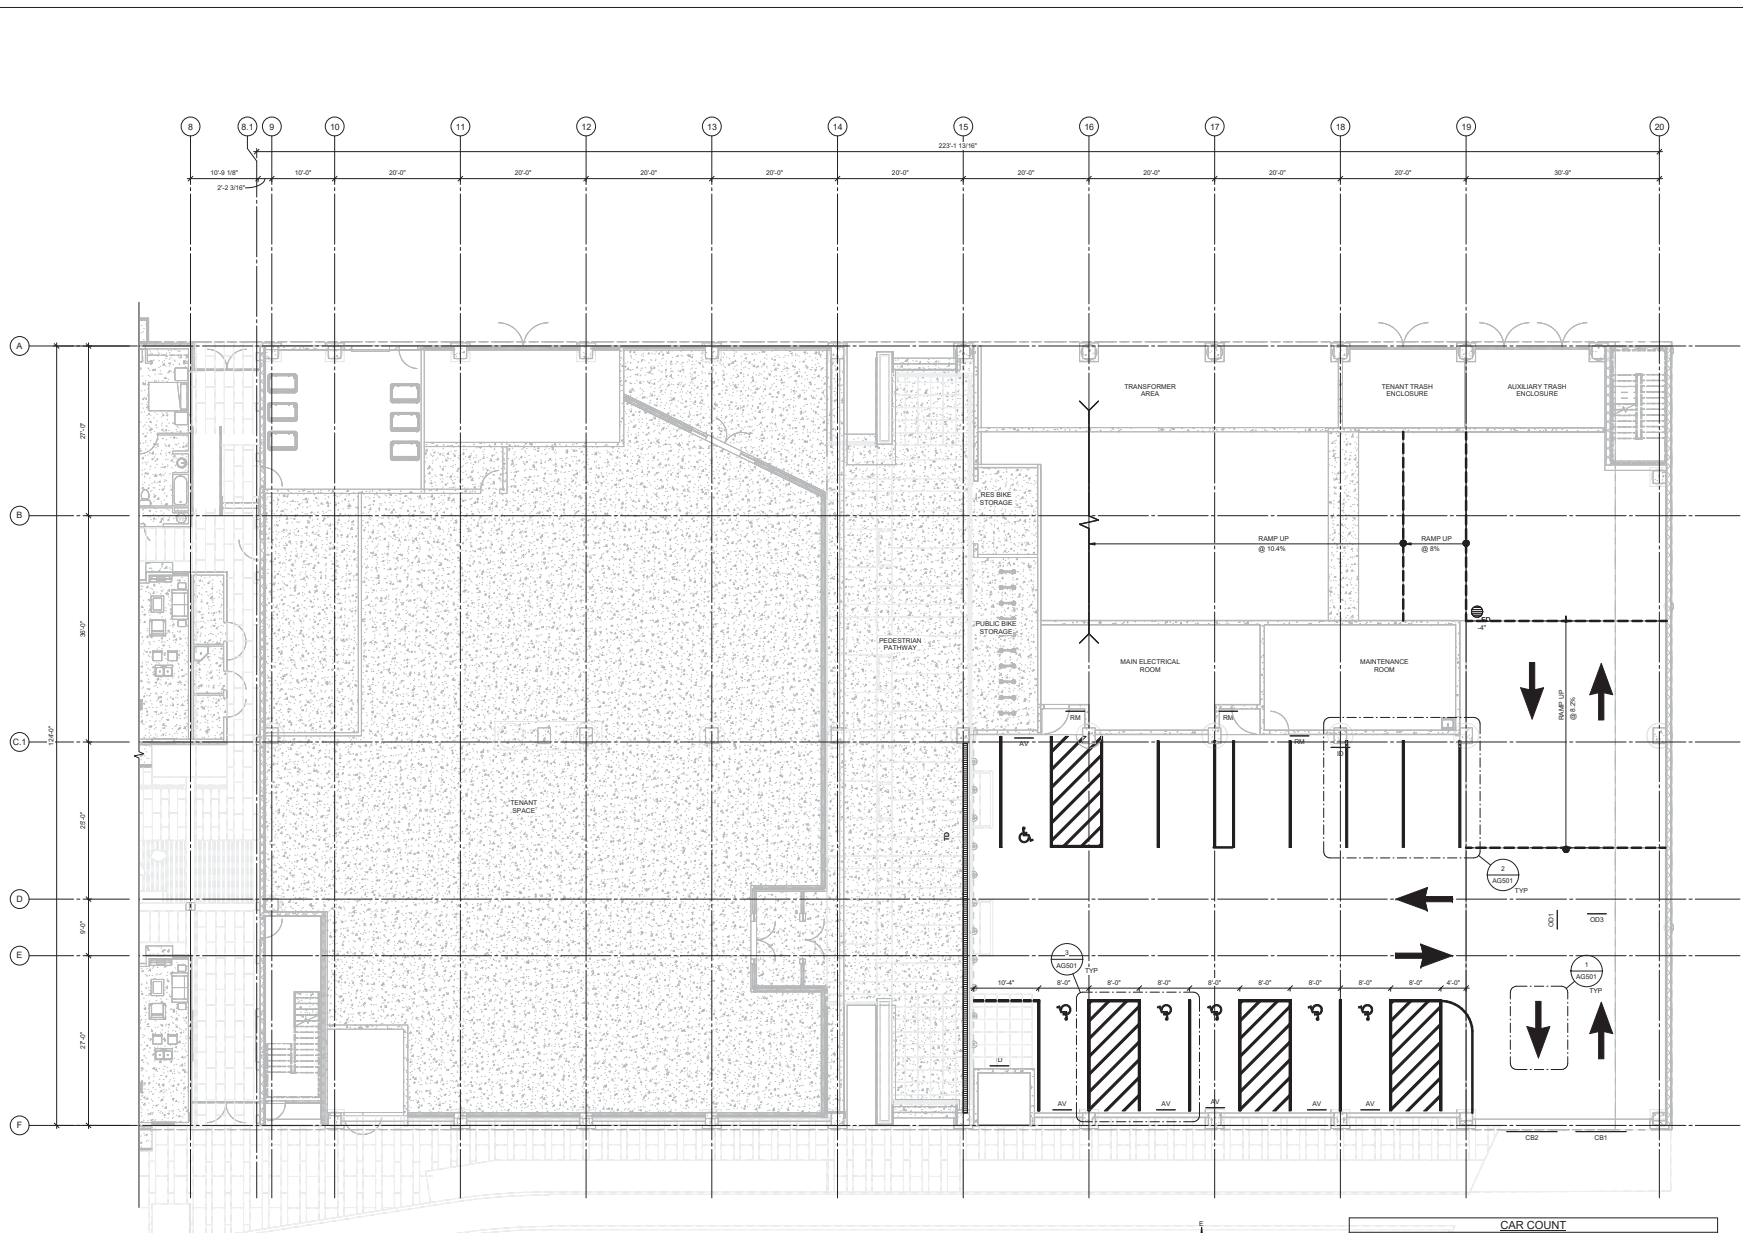 8
8.1
9
10
11
12
13
14
15
16
17
18
19
20
223'-1 13/16"
10'-9 1/8"
2'-2 3/16"
10'-0"
20'-0"
20'-0"
20'-0"
20'-0"
20'-0"
20'-0"
20'-0"
20'-0"
20'-0"
30'-9"
A
B
C.1
D
E
F
124'-0"
27'-0"
36'-0"
25'-0"
9'-0"
27'-0"
TRANSFORMER
AREA
TENANT TRASH
ENCLOSURE
AUXILIARY TRASH
ENCLOSURE
RES BIKE
STORAGE
RAMP UP
@ 10.4%
RAMP UP
@ 8%
PUBLIC BIKE
STORAGE
PEDESTRIAN
PATHWAY
MAIN ELECTRICAL
ROOM
MAINTENANCE
ROOM
-4"
RAMP UP
@ 8.2%
RM
RM
RM
AV
ID
TENANT
SPACE
TD
2
AG501
TYP
OD1
OD3
3
AG501
TYP
1
AG501
TYP
10'-4"
8'-0"
8'-0"
8'-0"
8'-0"
8'-0"
8'-0"
8'-0"
4'-0"
AV
AV
AV
AV
AV
CB2
CB1
E
CAR COUNT